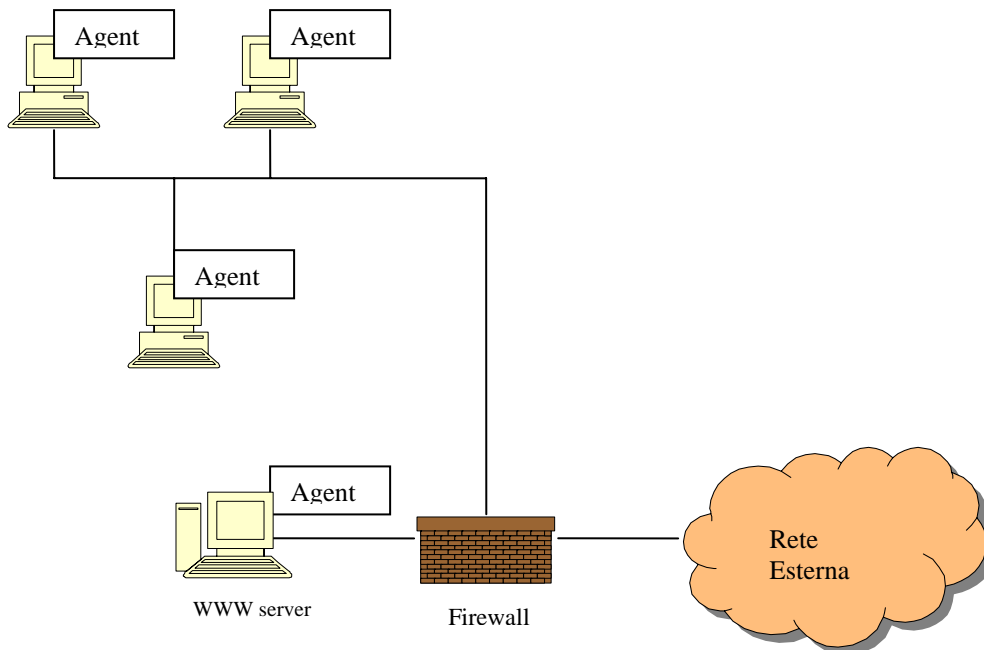 Agent
Agent
Agent
Agent
WWW server
Firewall
Rete
Esterna